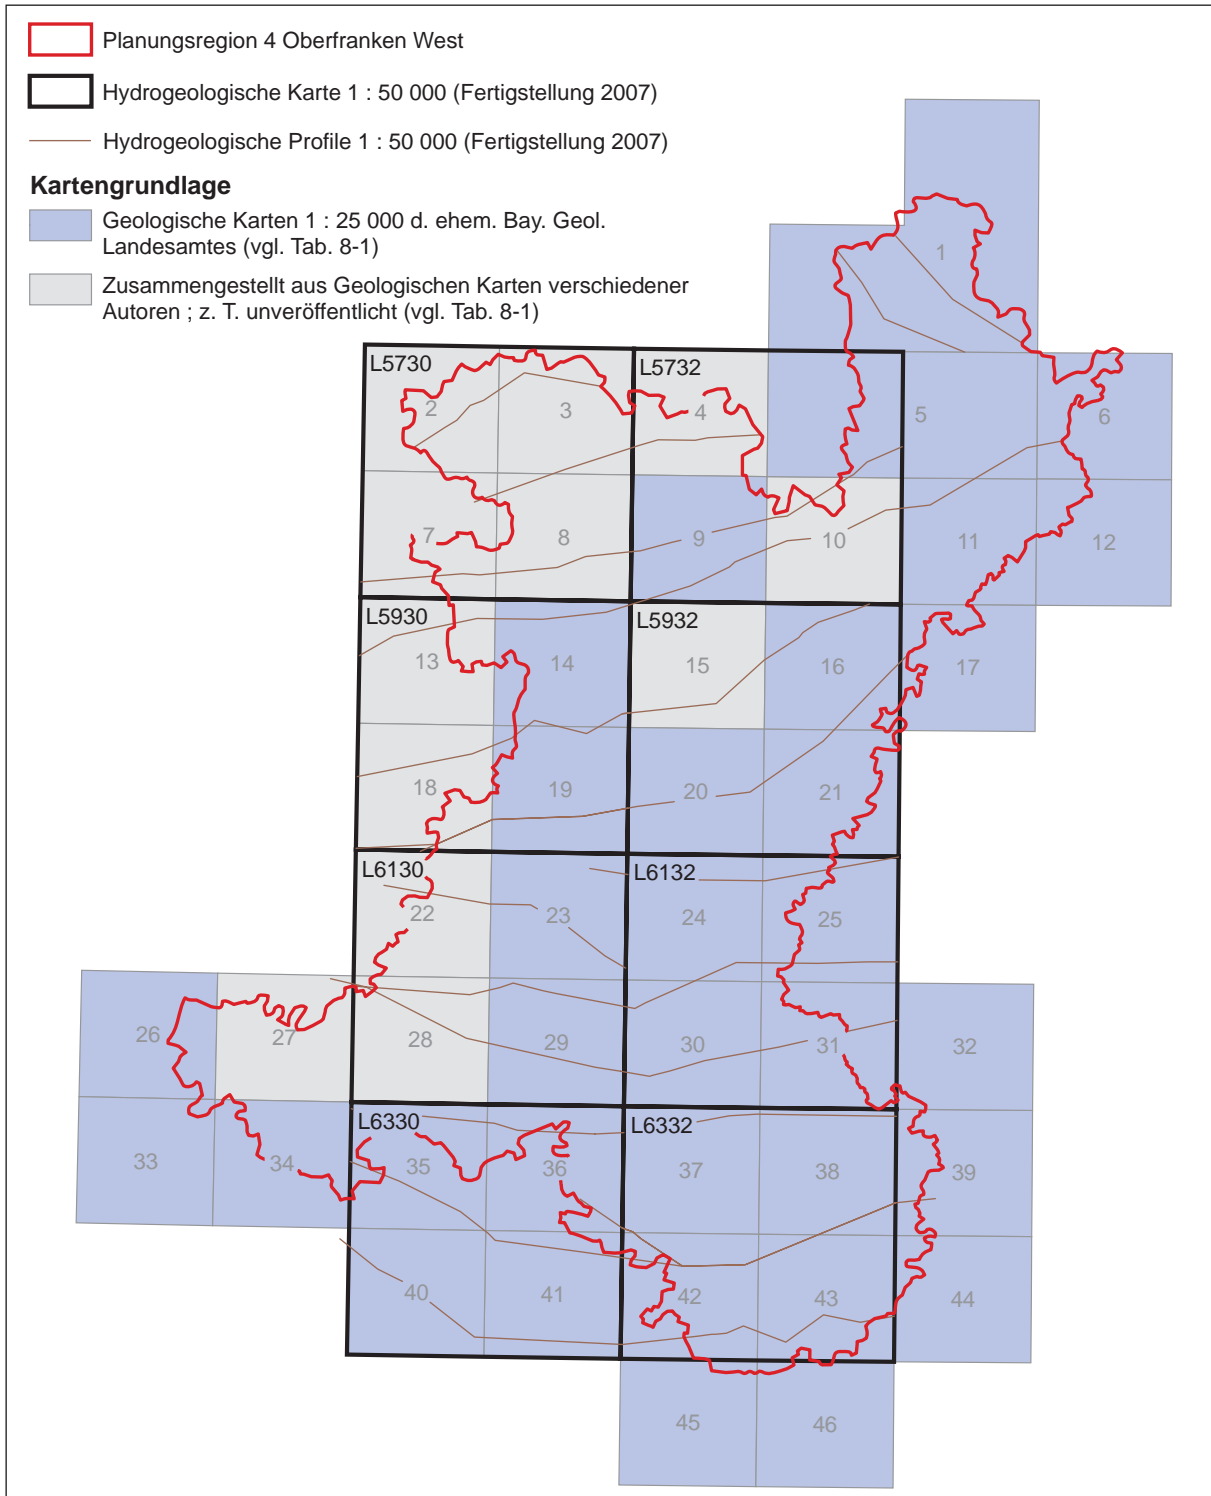 Planungsregion 4 Oberfranken West
Hydrogeologische Karte 1 : 50 000 (Fertigstellung 2007)
Hydrogeologische Profile 1 : 50 000 (Fertigstellung 2007)
Kartengrundlage
Geologische Karten 1 : 25 000 d. ehem. Bay. Geol.
Landesamtes (vgl. Tab. 8-1)
Zusammengestellt aus Geologischen Karten verschiedener
Autoren ; z. T. unveröffentlicht (vgl. Tab. 8-1)
1
L5730
L5732
2
3
4
5
6
7
8
9
10
11
12
L5930
L5932
13
14
15
16
17
18
19
20
21
L6130
L6132
22
23
24
25
26
27
28
29
30
31
32
L6330
L6332
33
34
35
36
37
38
39
40
41
42
43
44
45
46